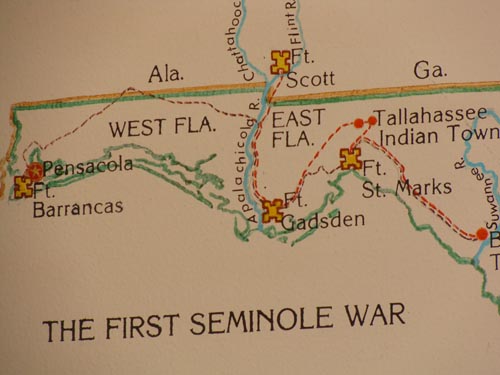 Chattahooc
Flint R.
Ft.
Scott
Ala.
Ga.
WEST FLA.
EAST
FLA.
Apalachicola R.
Tallahassee
Indian Town
Pensacola
Ft.
Barrancas
Ft.
Gadsden
Ft.
St. Marks
Suwannee R.
B
T
THE FIRST SEMINOLE WAR